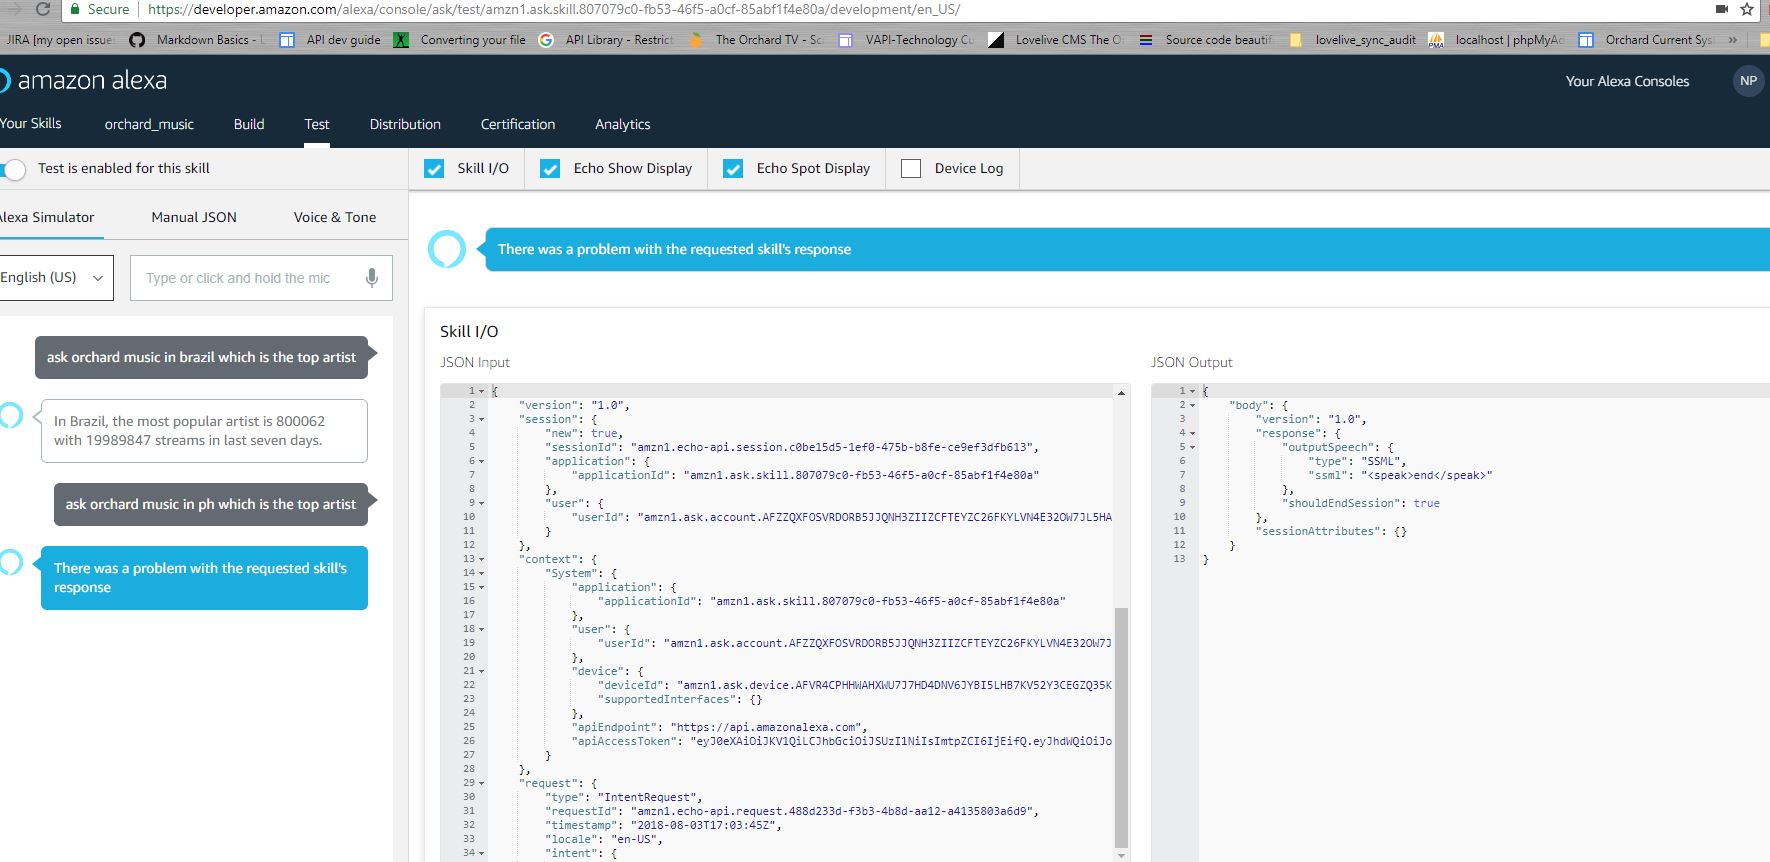 Secure
https://developer.amazon.com/alexa/console/ask/test/amzn1.ask.skill.807079c0-fb53-46f5-a0cf-85abf1f4e80a/development/en_US/
JIRA [my open issue
Markdown Basics -
API dev guide
Converting your file
API Library - Restrict
The Orchard TV - Sc
VAPI-Technology Cu
Lovelive CMS The O
Source code beautif
lovelive_sync_audit
localhost | phpMyAd
Orchard Current Sys
»
amazon alexa
Your Alexa Consoles
NP
Your Skills
orchard_music
Build
Test
Distribution
Certification
Analytics
Test is enabled for this skill
Skill I/O
Echo Show Display
Echo Spot Display
Device Log
Alexa Simulator
Manual JSON
Voice & Tone
English (US)
Type or click and hold the mic
ask orchard music in brazil which is the top artist
In Brazil, the most popular artist is 800062
with 19989847 streams in last seven days.
ask orchard music in ph which is the top artist
There was a problem with the requested skill's
response
There was a problem with the requested skill's response
Skill I/O
JSON Input
1 {
2 "version": "1.0",
3 "session": {
4 "new": true,
5 "sessionId": "amzn1.echo-api.session.c0be15d5-1ef0-475b-b8fe-ce9ef3dfb613",
6 "application": {
7 "applicationId": "amzn1.ask.skill.807079c0-fb53-46f5-a0cf-85abf1f4e80a"
8 },
9 "user": {
10 "userId": "amzn1.ask.account.AFZZQXFOSVRDORB5JJQNH3ZIIZCFTEYZC26FKYLVN4E32OW7JL5HA
11 }
12 },
13 "context": {
14 "System": {
15 "application": {
16 "applicationId": "amzn1.ask.skill.807079c0-fb53-46f5-a0cf-85abf1f4e80a"
17 },
18 "user": {
19 "userId": "amzn1.ask.account.AFZZQXFOSVRDORB5JJQNH3ZIIZCFTEYZC26FKYLVN4E32OW7J
20 },
21 "device": {
22 "deviceId": "amzn1.ask.device.AFVR4CPHHWAHXWU7J7HD4DNV6JYBI5LHB7KV52Y3CEGZQ35K
23 "supportedInterfaces": {}
24 },
25 "apiEndpoint": "https://api.amazonalexa.com",
26 "apiAccessToken": "eyJ0eXAiOiJKV1QiLCJhbGciOiJSUzI1NiIsImtpZCI6IjEifQ.eyJhdWQiOiJo
27 }
28 },
29 "request": {
30 "type": "IntentRequest",
31 "requestId": "amzn1.echo-api.request.488d233d-f3b3-4b8d-aa12-a4135803a6d9",
32 "timestamp": "2018-08-03T17:03:45Z",
33 "locale": "en-US",
34 "intent": {
JSON Output
1 {
2 "body": {
3 "version": "1.0",
4 "response": {
5 "outputSpeech": {
6 "type": "SSML",
7 "ssml": "<speak>end</speak>"
8 },
9 "shouldEndSession": true
10 },
11 "sessionAttributes": {}
12 }
13 }